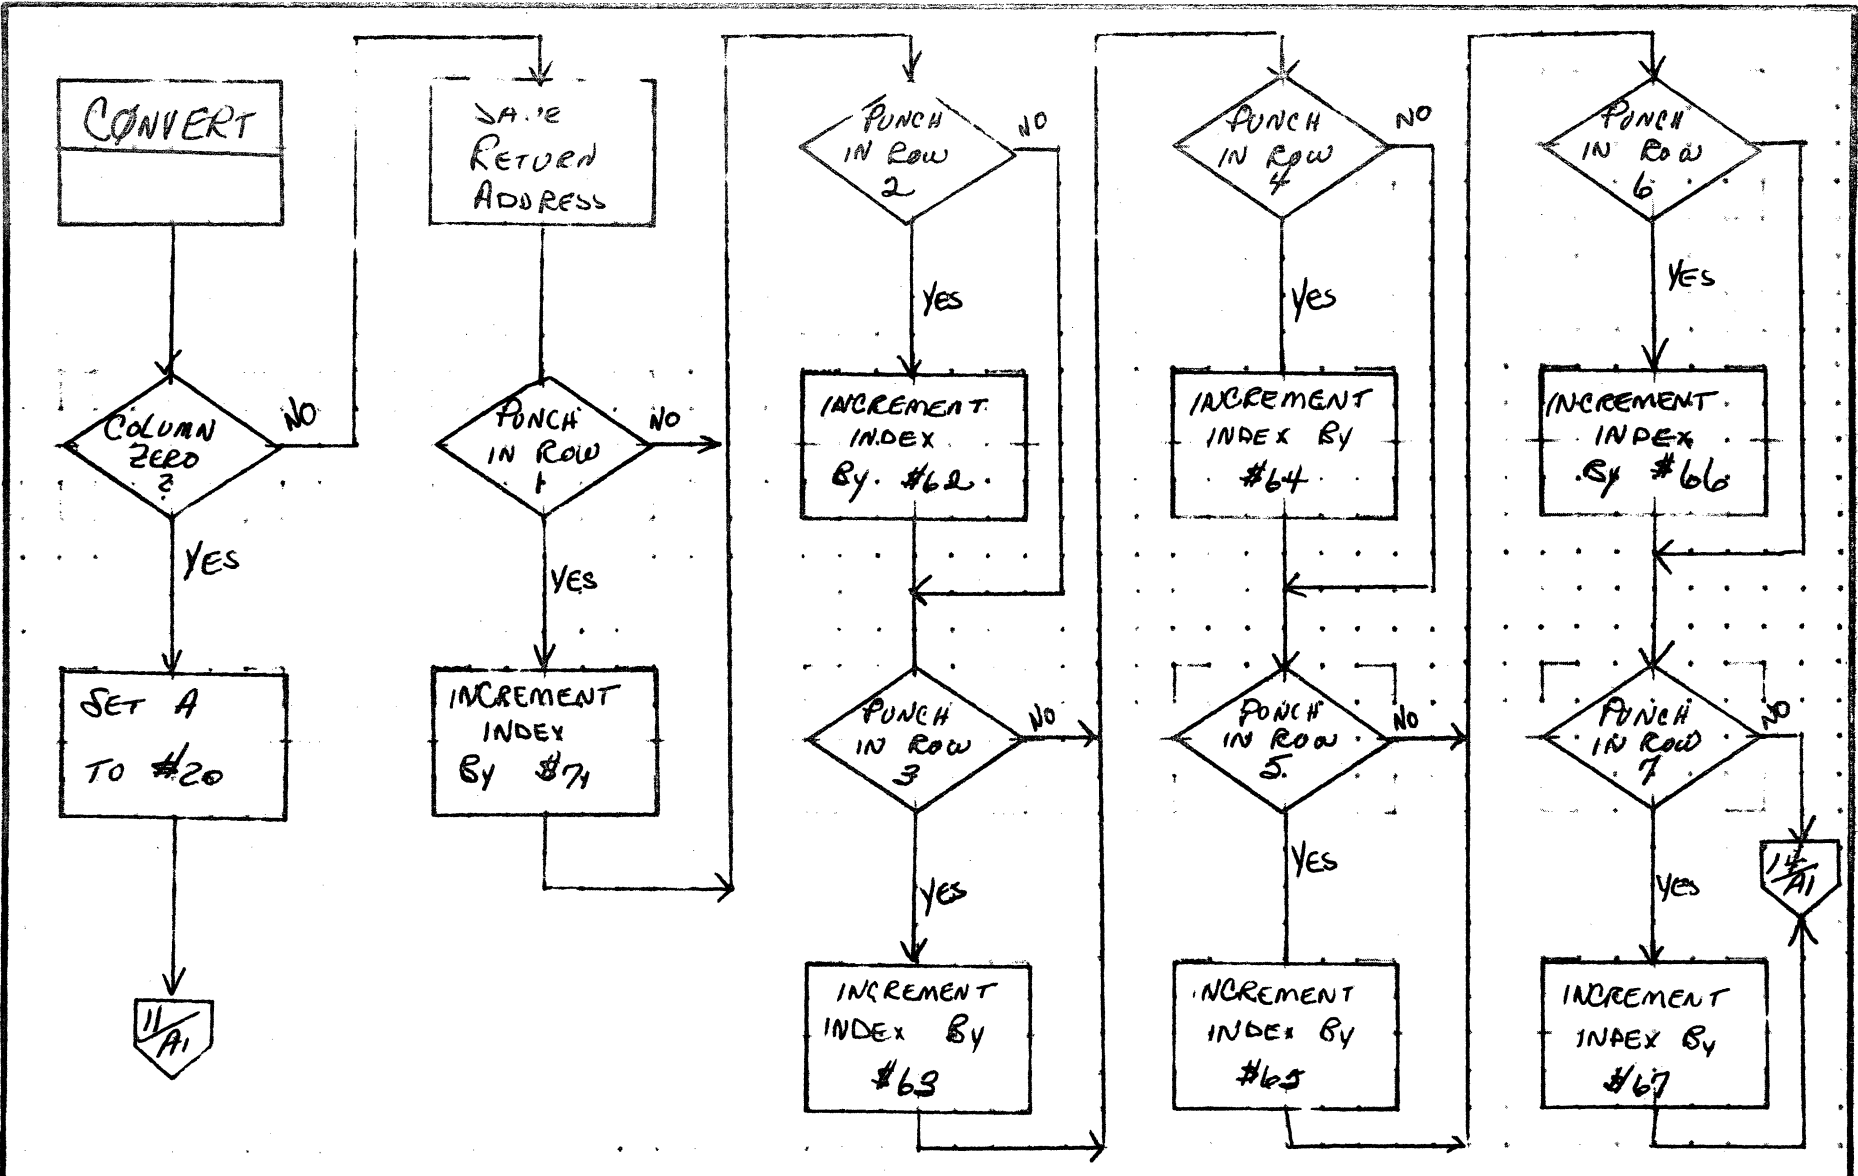 CONVERT
COLUMN
ZERO
?
NO
YES
SET A
TO #20
11/A1
SAVE
RETURN
ADDRESS
PUNCH
IN ROW
1
NO
YES
INCREMENT
INDEX
BY
PUNCH
IN ROW
2
NO
YES
INCREMENT
INDEX
BY. #62.
PUNCH
IN ROW
3
NO
YES
INCREMENT
INDEX BY
#63
PUNCH
IN ROW
4
NO
YES
INCREMENT
INDEX BY
#64
PUNCH
IN ROW
5
NO
YES
INCREMENT
INDEX BY
#65
PUNCH
IN ROW
6
NO
YES
INCREMENT
INDEX
BY #66
PUNCH
IN ROW
7
NO
YES
14/A1
INCREMENT
INDEX BY
#67